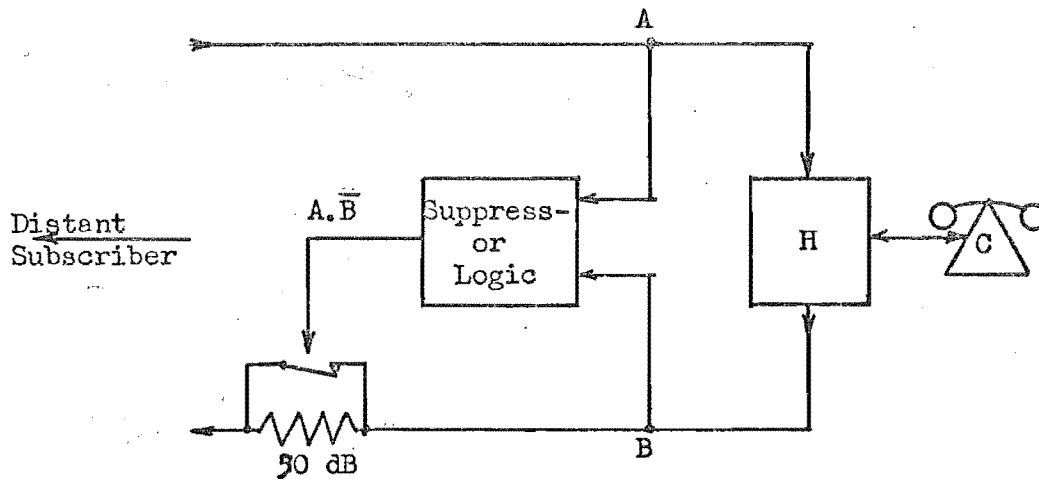 A
A.B̅
Suppress-
or
Logic
Distant
Subscriber
H
C
B
50 dB